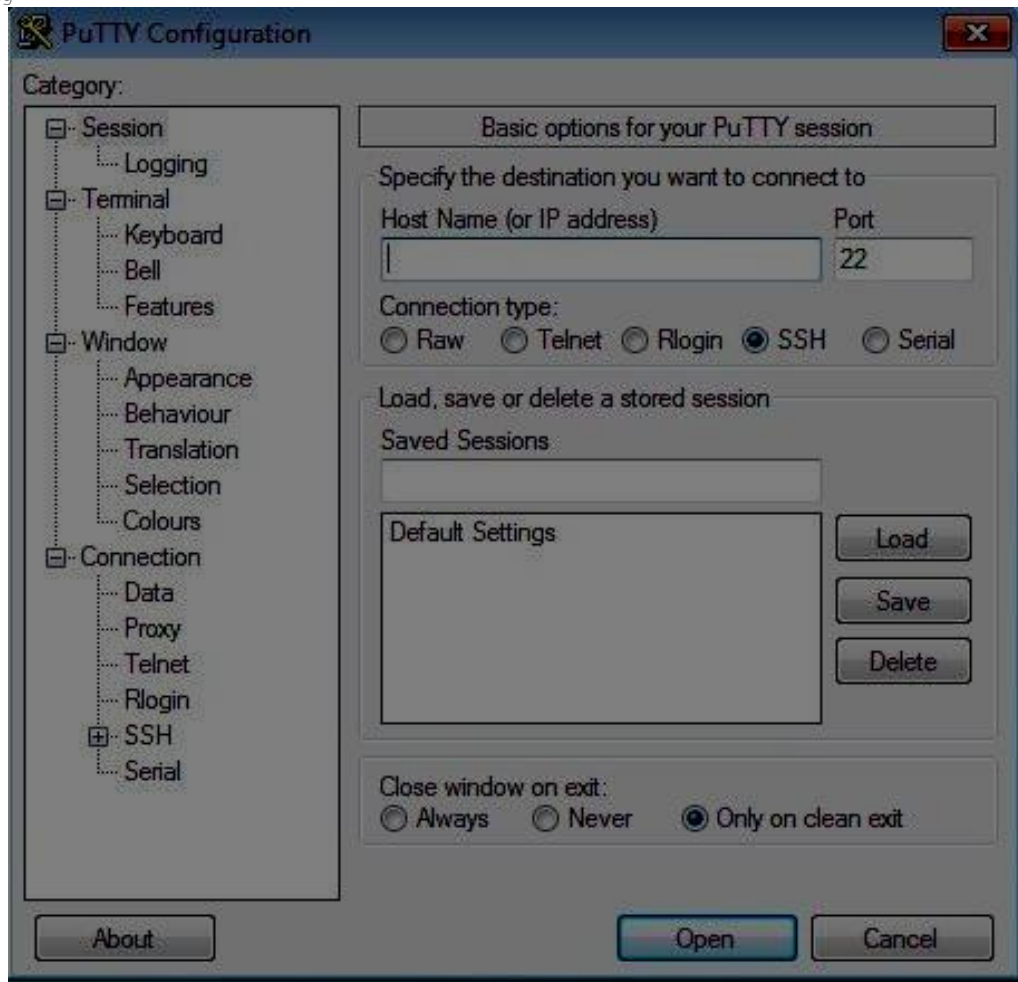 PuTTY Configuration
Category:
Session
Logging
Terminal
Keyboard
Bell
Features
Window
Appearance
Behaviour
Translation
Selection
Colours
Connection
Data
Proxy
Telnet
Rlogin
SSH
Serial
Basic options for your PuTTY session
Specify the destination you want to connect to
Host Name (or IP address) Port
22
Connection type:
Raw Telnet Rlogin SSH Serial
Load, save or delete a stored session
Saved Sessions
Default Settings
Load
Save
Delete
Close window on exit:
Always Never Only on clean exit
About Open Cancel